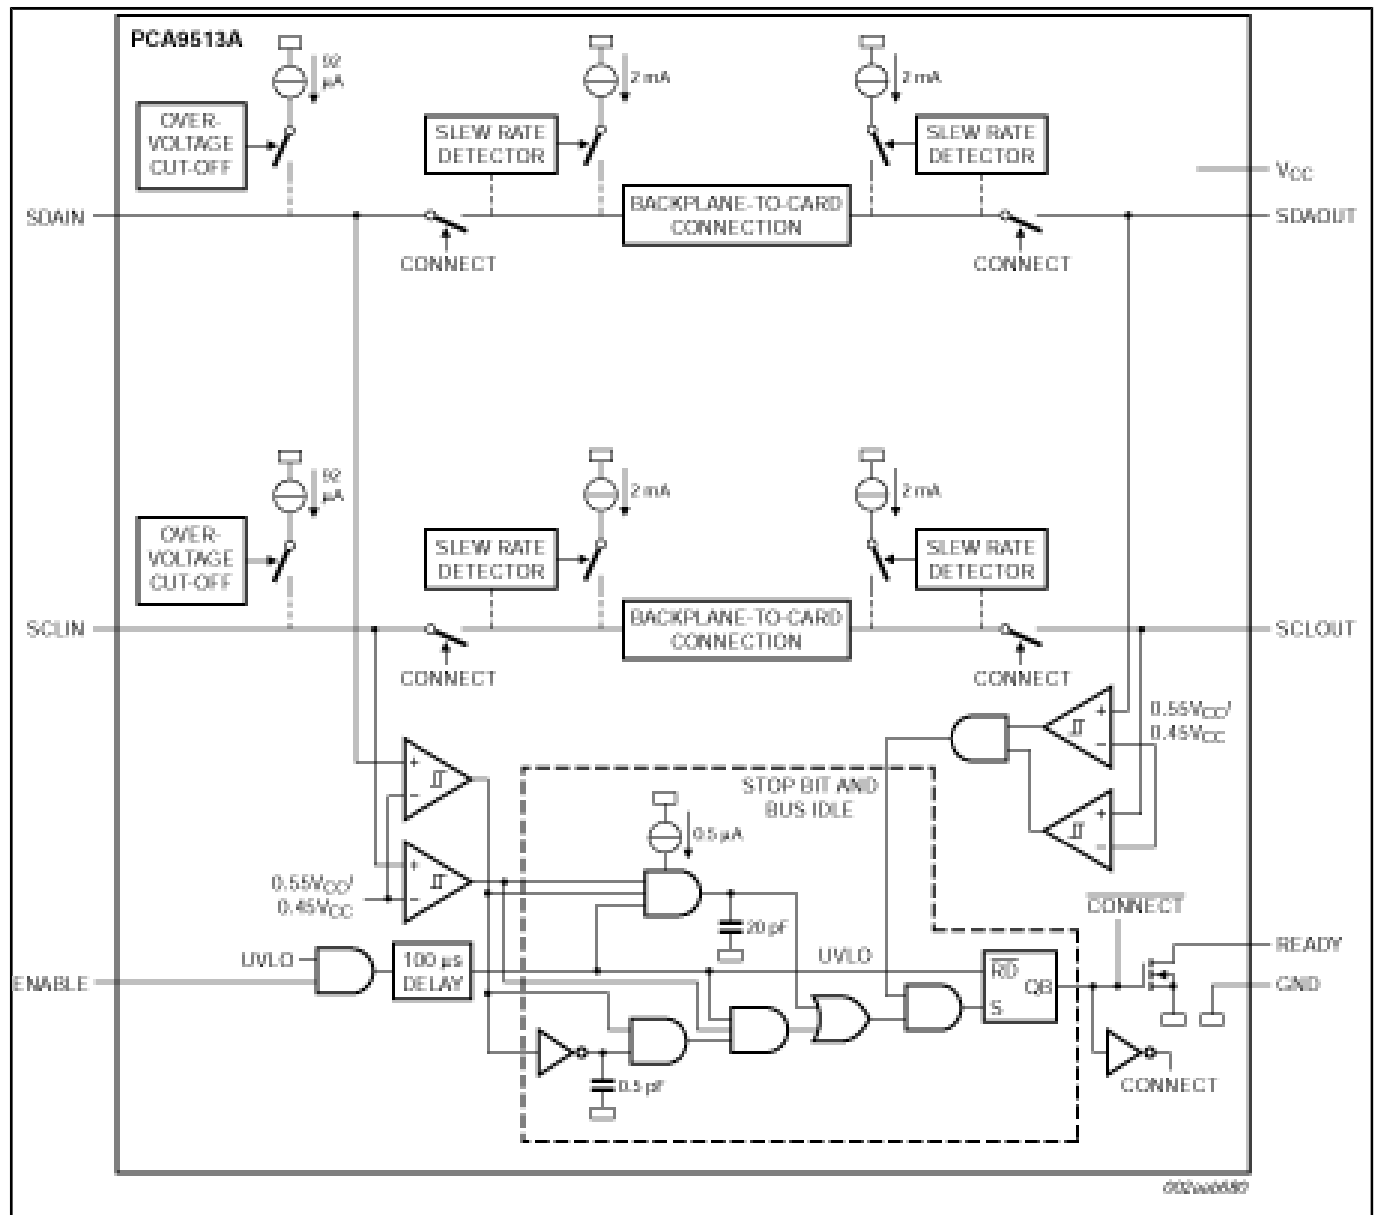 PCA9513A
92
µA
2 mA
2 mA
OVER-
VOLTAGE
CUT-OFF
SLEW RATE
DETECTOR
SLEW RATE
DETECTOR
VCC
SDAIN
BACKPLANE-TO-CARD
CONNECTION
SDAOUT
CONNECT
CONNECT
92
µA
2 mA
2 mA
OVER-
VOLTAGE
CUT-OFF
SLEW RATE
DETECTOR
SLEW RATE
DETECTOR
SCLIN
BACKPLANE-TO-CARD
CONNECTION
SCLOUT
CONNECT
CONNECT
+
−
0.55VCC/
0.45VCC
+
−
STOP BIT AND
BUS IDLE
0.5 µA
+
−
+
−
0.55VCC/
0.45VCC
20 pF
CONNECT
UVLO
100 µs
DELAY
UVLO
RD
QB
S
READY
ENABLE
GND
0.5 pF
CONNECT
002aab680